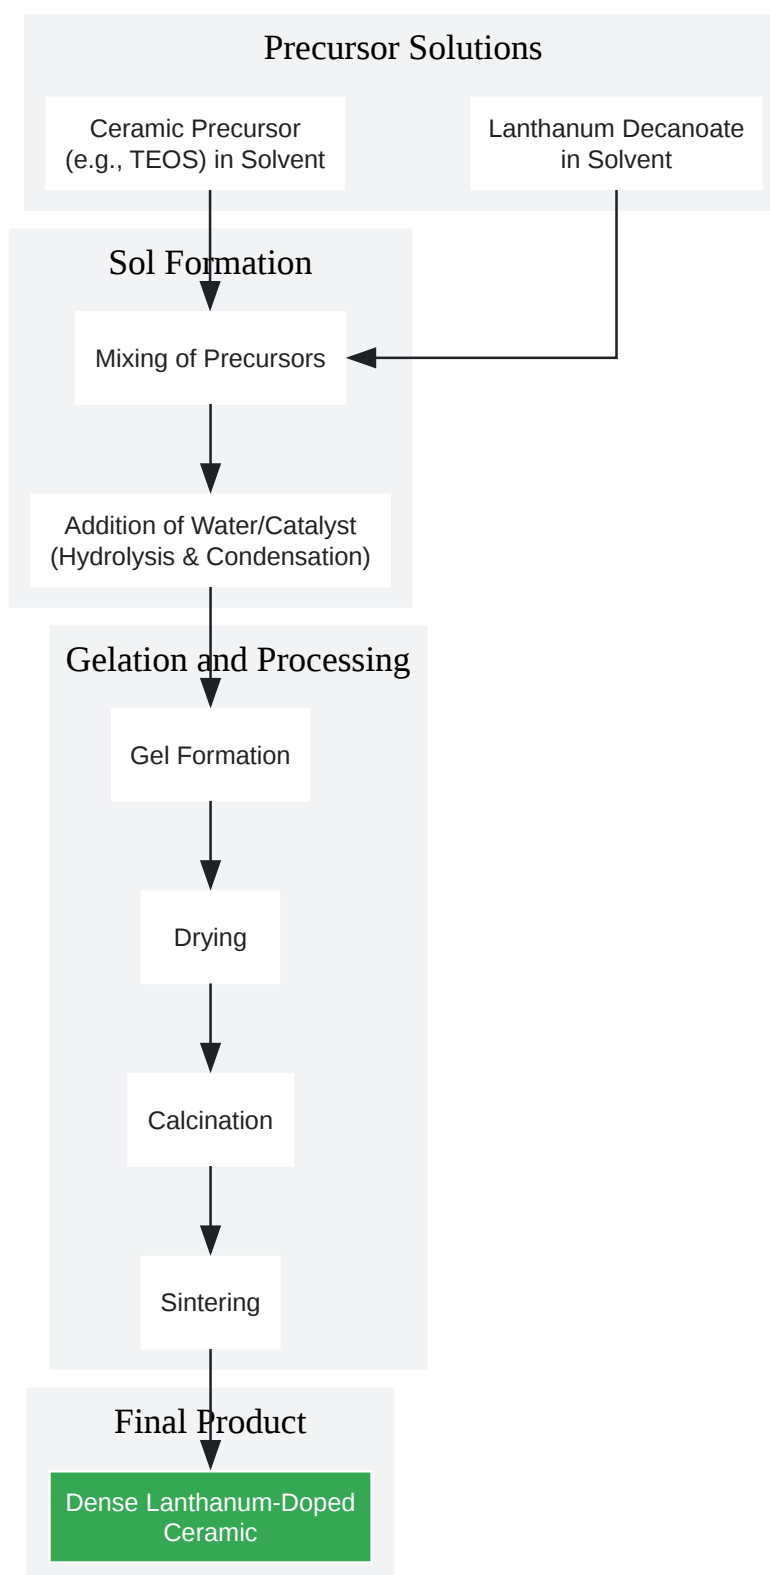 Precursor Solutions
Ceramic Precursor
(e.g., TEOS) in Solvent
Lanthanum Decanoate
in Solvent
Sol Formation
Mixing of Precursors
Addition of Water/Catalyst
(Hydrolysis & Condensation)
Gelation and Processing
Gel Formation
Drying
Calcination
Sintering
Final Product
Dense Lanthanum-Doped
Ceramic